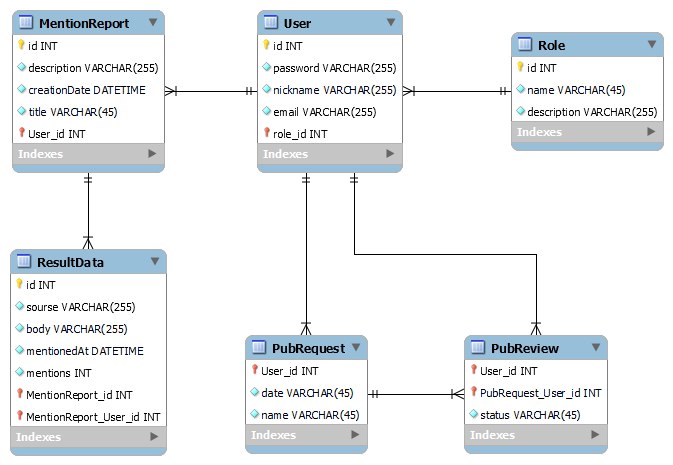 MentionReport
id INT
description VARCHAR(255)
creationDate DATETIME
title VARCHAR(45)
User_id INT
Indexes
User
id INT
password VARCHAR(255)
nickname VARCHAR(255)
email VARCHAR(255)
role_id INT
Indexes
Role
id INT
name VARCHAR(45)
description VARCHAR(255)
Indexes
ResultData
id INT
sourse VARCHAR(255)
body VARCHAR(255)
mentionedAt DATETIME
mentions INT
MentionReport_id INT
MentionReport_User_id INT
Indexes
PubRequest
User_id INT
date VARCHAR(45)
name VARCHAR(45)
Indexes
PubReview
User_id INT
PubRequest_User_id INT
status VARCHAR(45)
Indexes